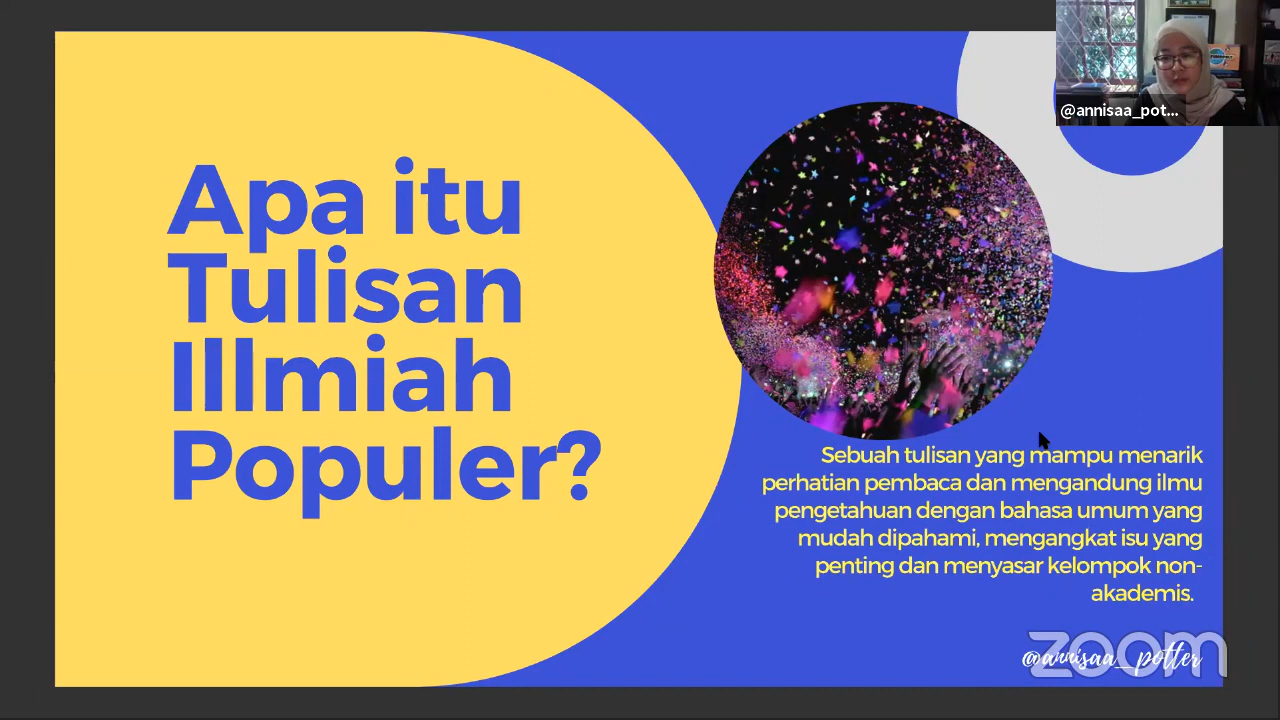 Apa itu
Tulisan
Illmiah
Populer?
@annisaa_pot...
Sebuah tulisan yang mampu menarik
perhatian pembaca dan mengandung ilmu
pengetahuan dengan bahasa umum yang
mudah dipahami, mengangkat isu yang
penting dan menyasar kelompok non-
akademis.
zoom
@annisaa_potter